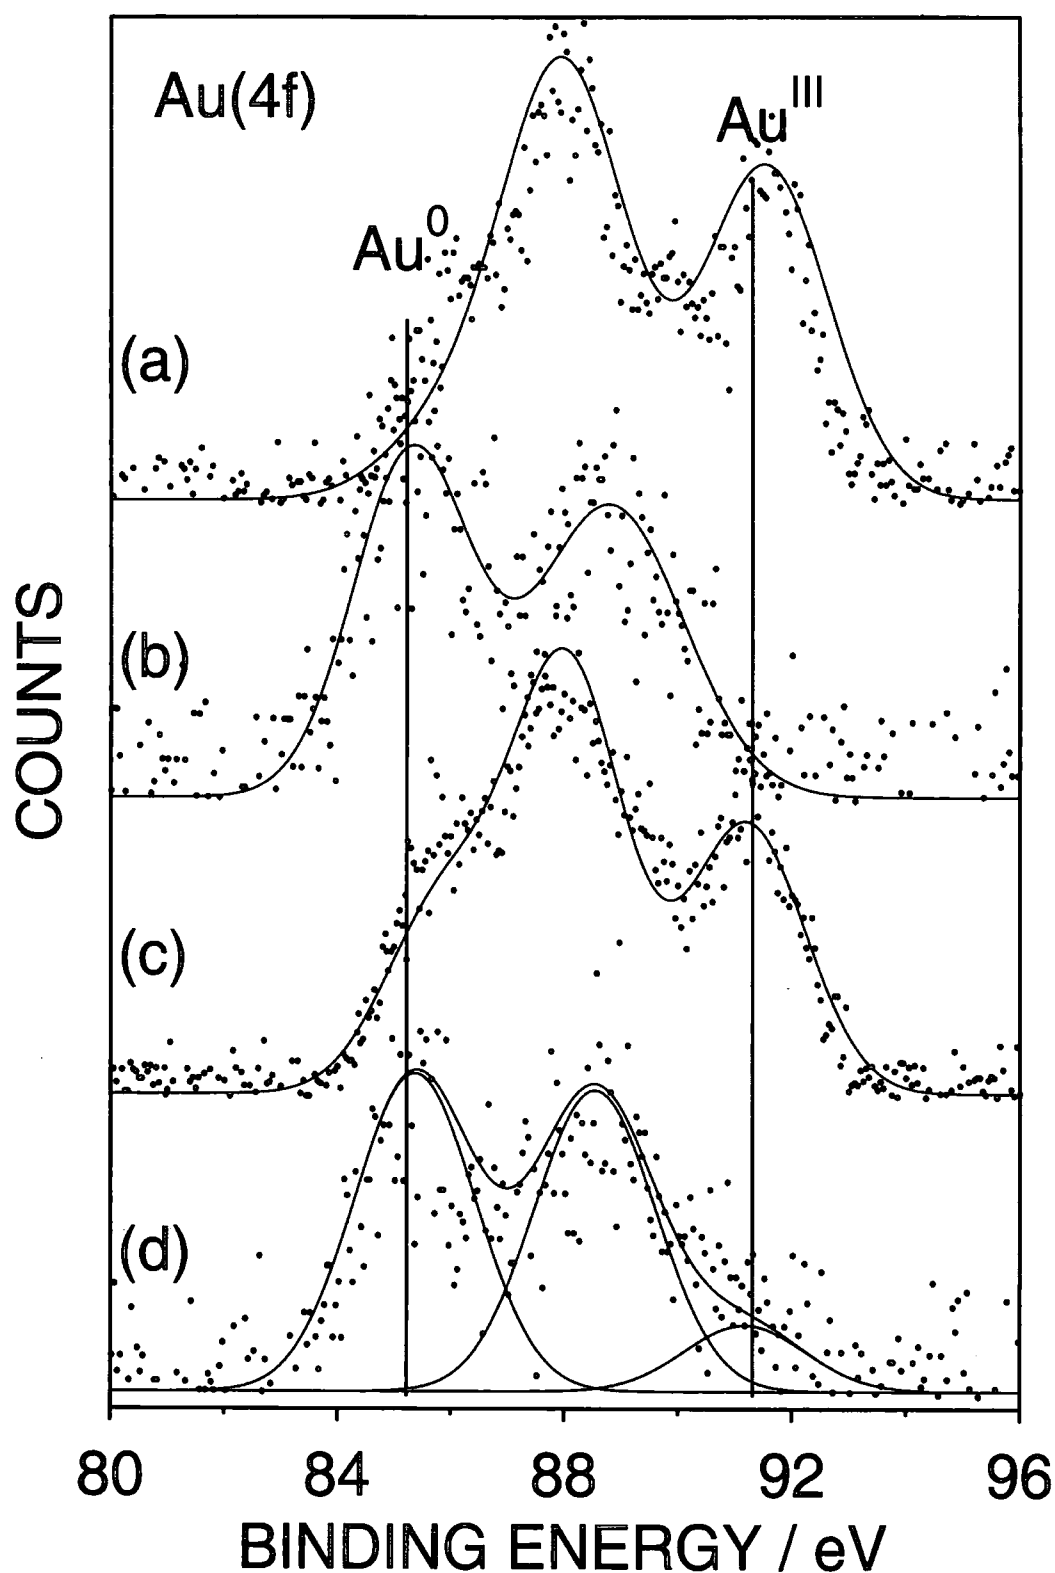 Au(4f)
Au^III
Au^0
(a)
(b)
(c)
(d)
COUNTS
80 84 88 92 96
BINDING ENERGY / eV